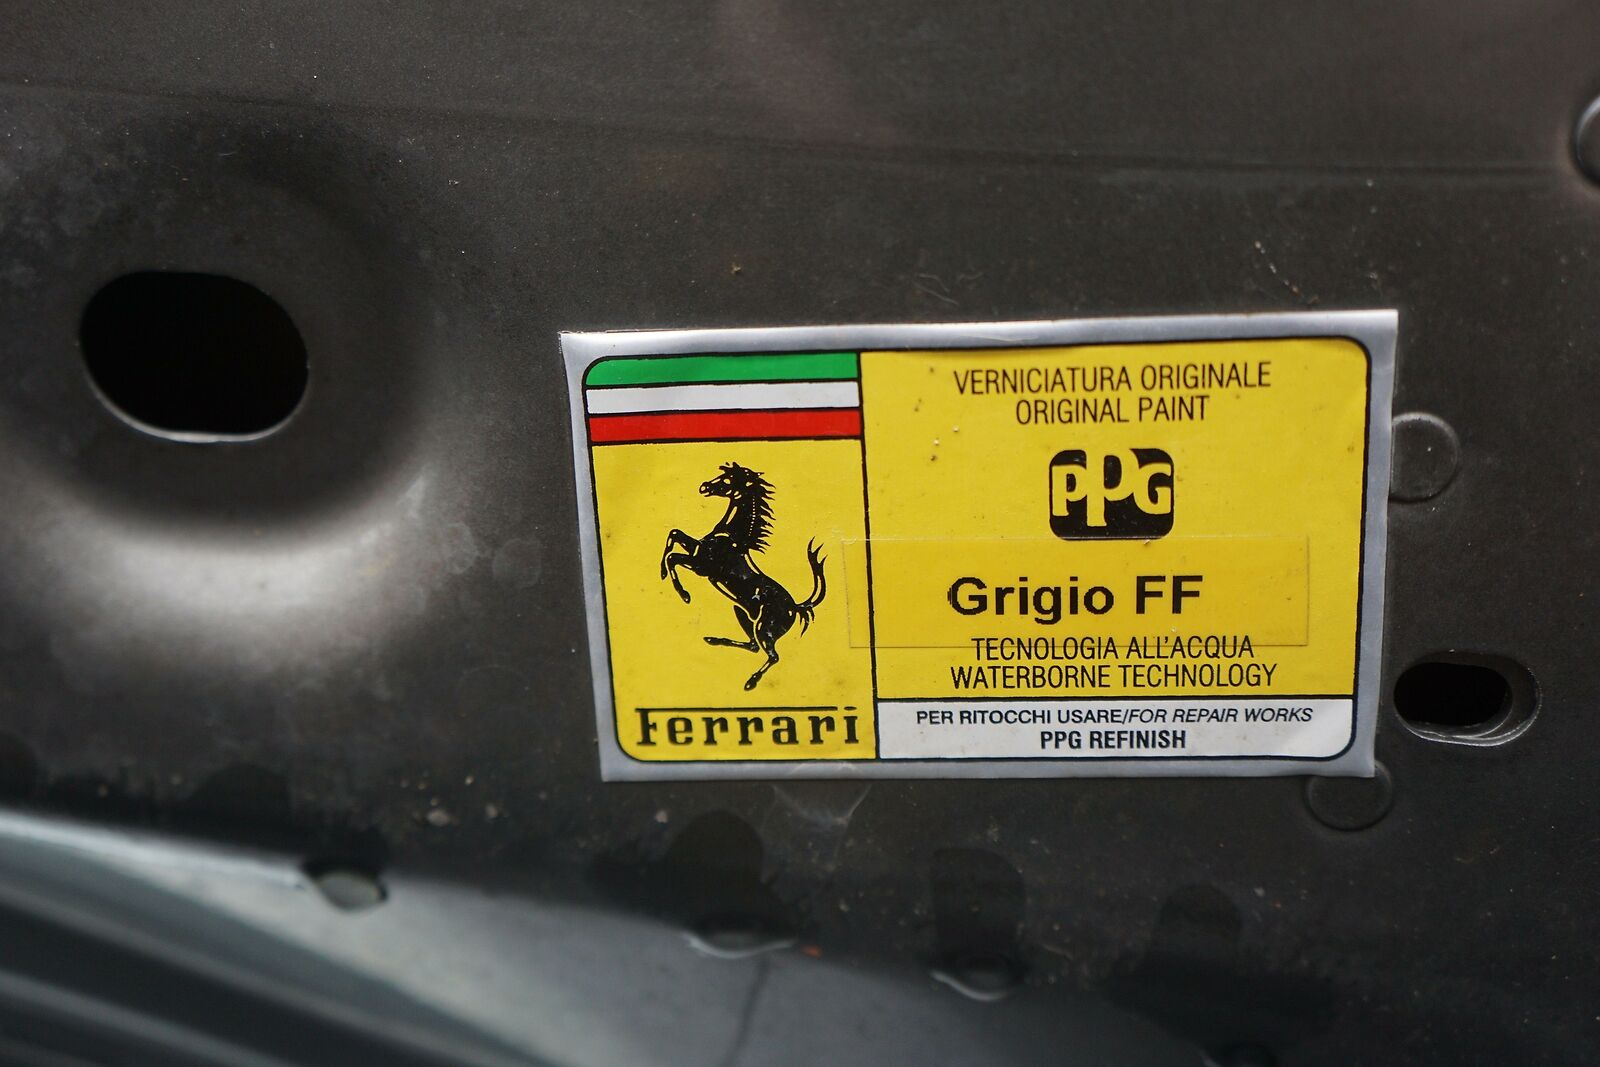 VERNICIATURA ORIGINALE
ORIGINAL PAINT
PPG
Grigio FF
TECNOLOGIA ALL'ACQUA
WATERBORNE TECHNOLOGY
Ferrari
PER RITOCCHI USARE/FOR REPAIR WORKS
PPG REFINISH